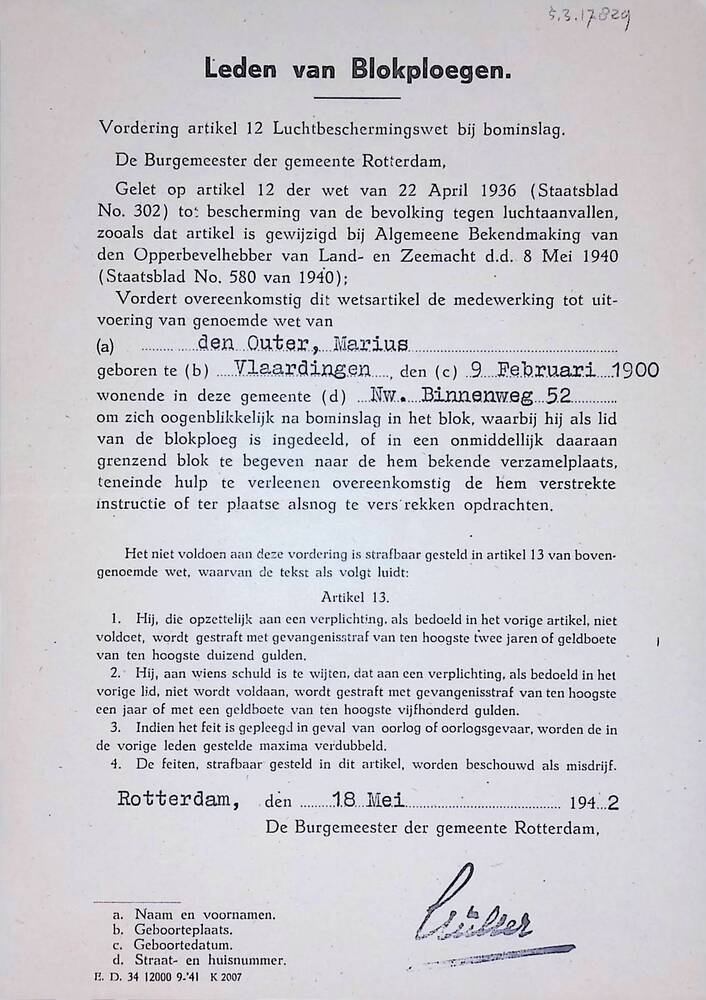 5.3.17829
Leden van Blokploegen.
Vordering artikel 12 Luchtbeschermingswet bij bominslag.
De Burgemeester der gemeente Rotterdam,
Gelet op artikel 12 der wet van 22 April 1936 (Staatsblad
No. 302) tot bescherming van de bevolking tegen luchtaanvallen,
zooals dat artikel is gewijzigd bij Algemeene Bekendmaking van
den Opperbevelhebber van Land- en Zeemacht d.d. 8 Mei 1940
(Staatsblad No. 580 van 1940);
Vordert overeenkomstig dit wetsartikel de medewerking tot uit-
voering van genoemde wet van
(a) den Outer, Marius
geboren te (b) Vlaardingen, den (c) 9 Februari 1900
wonende in deze gemeente (d) Nw. Binnenweg 52
om zich oogenblikkelijk na bominslag in het blok, waarbij hij als lid
van de blokploeg is ingedeeld, of in een onmiddellijk daaraan
grenzend blok te begeven naar de hem bekende verzamelplaats,
teneinde hulp te verleenen overeenkomstig de hem verstrekte
instructie of ter plaatse alsnog te verstrekken opdrachten.
Het niet voldoen aan deze vordering is strafbaar gesteld in artikel 13 van boven-
genoemde wet, waarvan de tekst als volgt luidt:
Artikel 13.
1. Hij, die opzettelijk aan een verplichting, als bedoeld in het vorige artikel, niet
voldoet, wordt gestraft met gevangenisstraf van ten hoogste twee jaren of geldboete
van ten hoogste duizend gulden.
2. Hij, aan wiens schuld is te wijten, dat aan een verplichting, als bedoeld in het
vorige lid, niet wordt voldaan, wordt gestraft met gevangenisstraf van ten hoogste
een jaar of met een geldboete van ten hoogste vijfhonderd gulden.
3. Indien het feit is gepleegd in geval van oorlog of oorlogsgevaar, worden de in
de vorige leden gestelde maxima verdubbeld.
4. De feiten, strafbaar gesteld in dit artikel, worden beschouwd als misdrijf.
Rotterdam, den 18 Mei 1942
De Burgemeester der gemeente Rotterdam,
a. Naam en voornamen.
b. Geboorteplaats.
c. Geboortedatum.
d. Straat- en huisnummer.
E. D. 34 12000 9-'41 K 2007